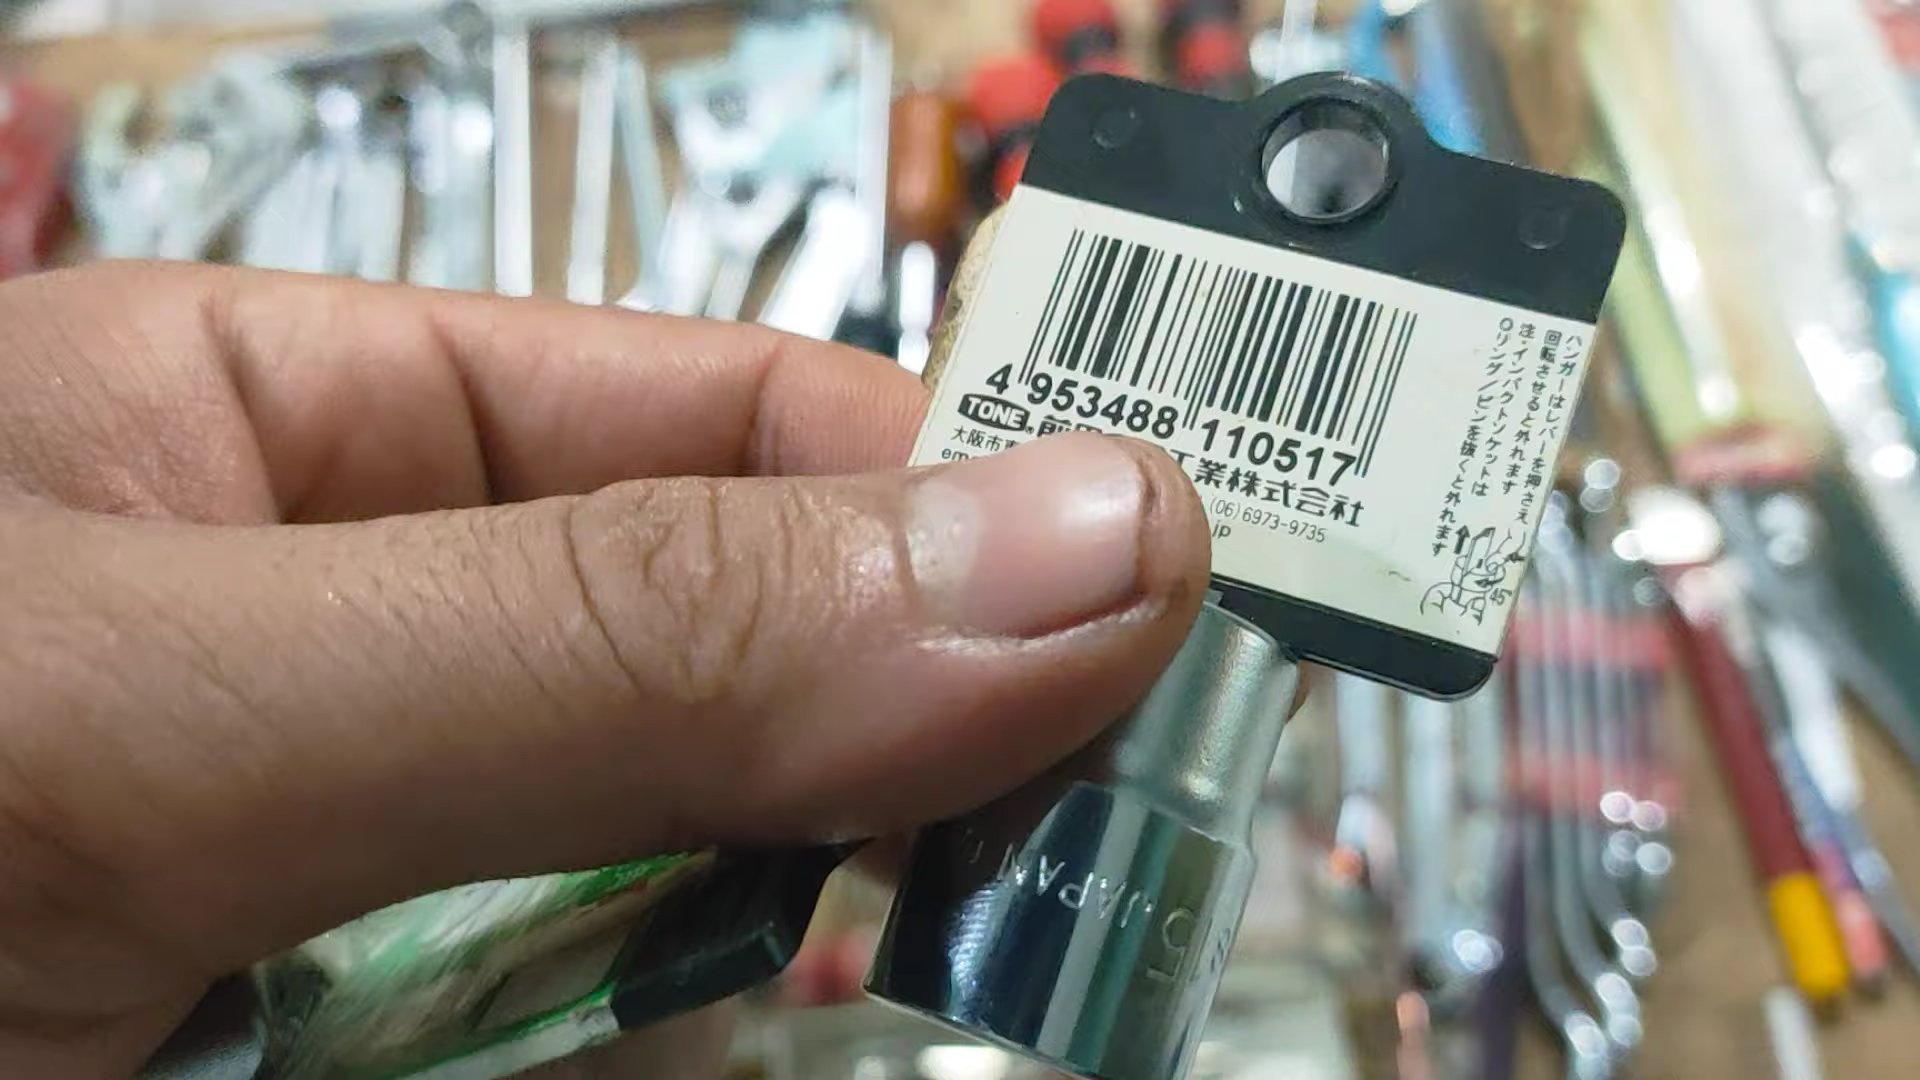 4 953488 110517
TONE 前 工業株式会社
大阪市
(06)6973-9735
.jp
ハンガーはレバーを押さえ
回転させると外れます
注・インパクトソケットは
Oリング/ピンを抜くと外れます
45°
JAPAN